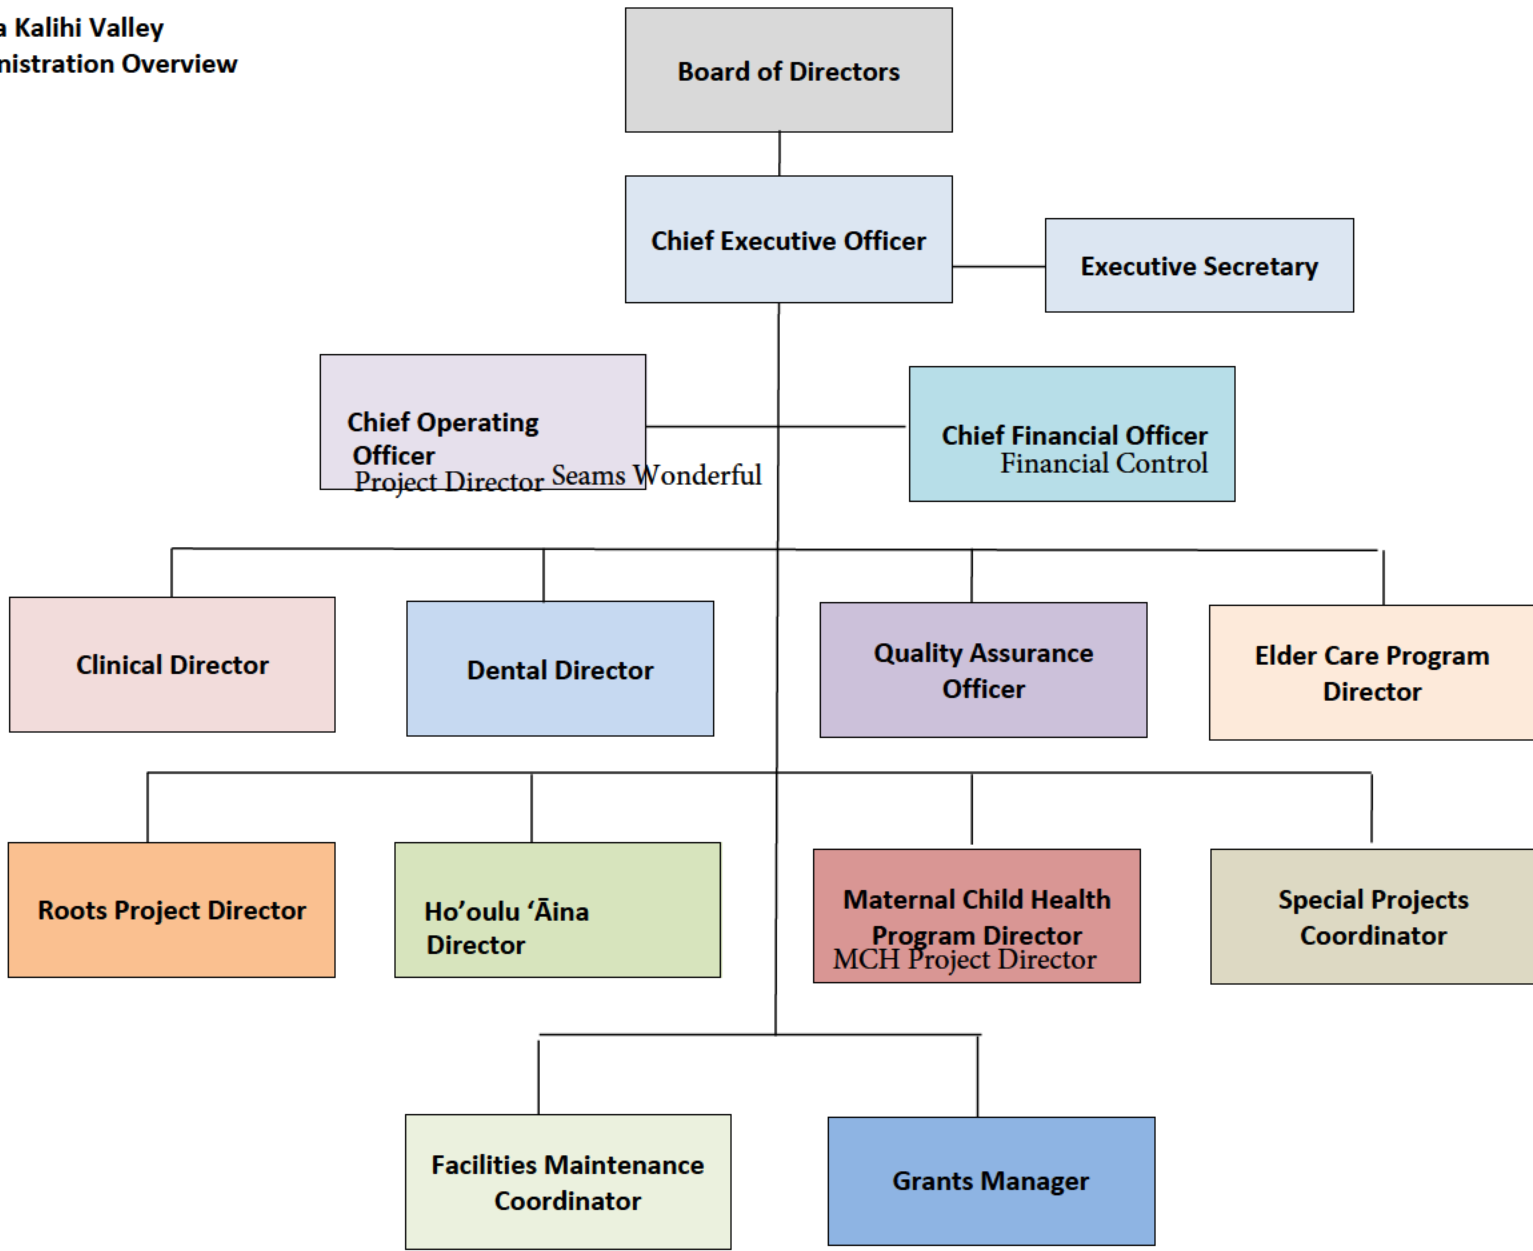 a Kalihi Valley
nistration Overview
Board of Directors
Chief Executive Officer
Executive Secretary
Chief Operating
Officer
Project Director Seams Wonderful
Chief Financial Officer
Financial Control
Clinical Director
Dental Director
Quality Assurance
Officer
Elder Care Program
Director
Roots Project Director
Ho’oulu ‘Āina
Director
Maternal Child Health
Program Director
MCH Project Director
Special Projects
Coordinator
Facilities Maintenance
Coordinator
Grants Manager